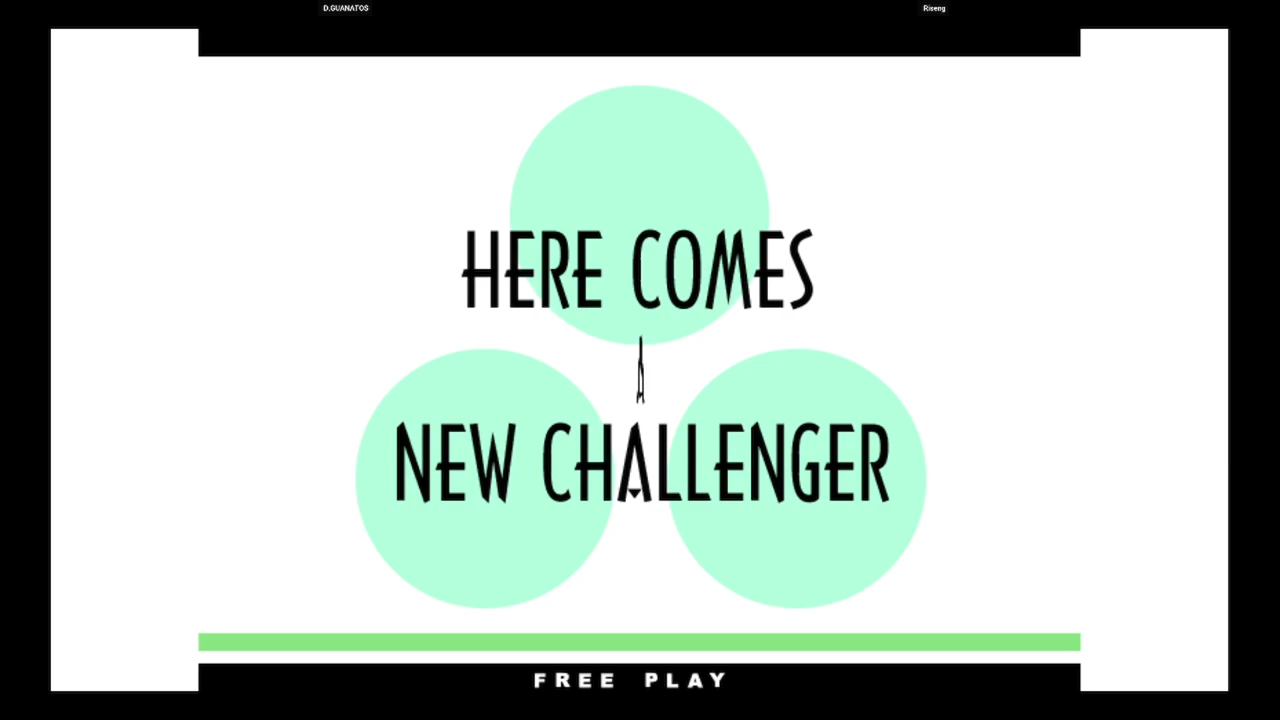 D.GUANATOS Riseng
HERE COMES
A
NEW CHALLENGER
FREE PLAY